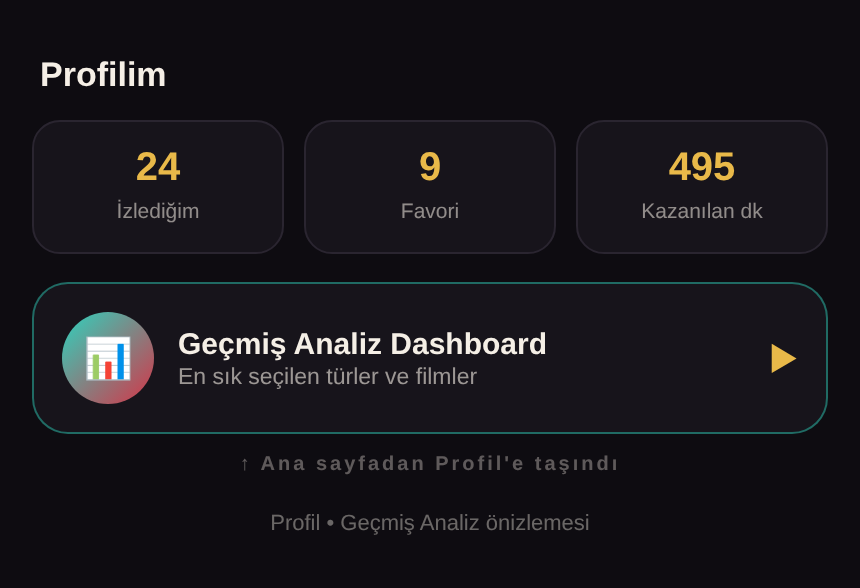 Profilim
24
9
495
İzlediğim
Favori
Kazanılan dk
Geçmiş Analiz Dashboard
En sık seçilen türler ve filmler
↑ Ana sayfadan Profil'e taşındı
Profil • Geçmiş Analiz önizlemesi